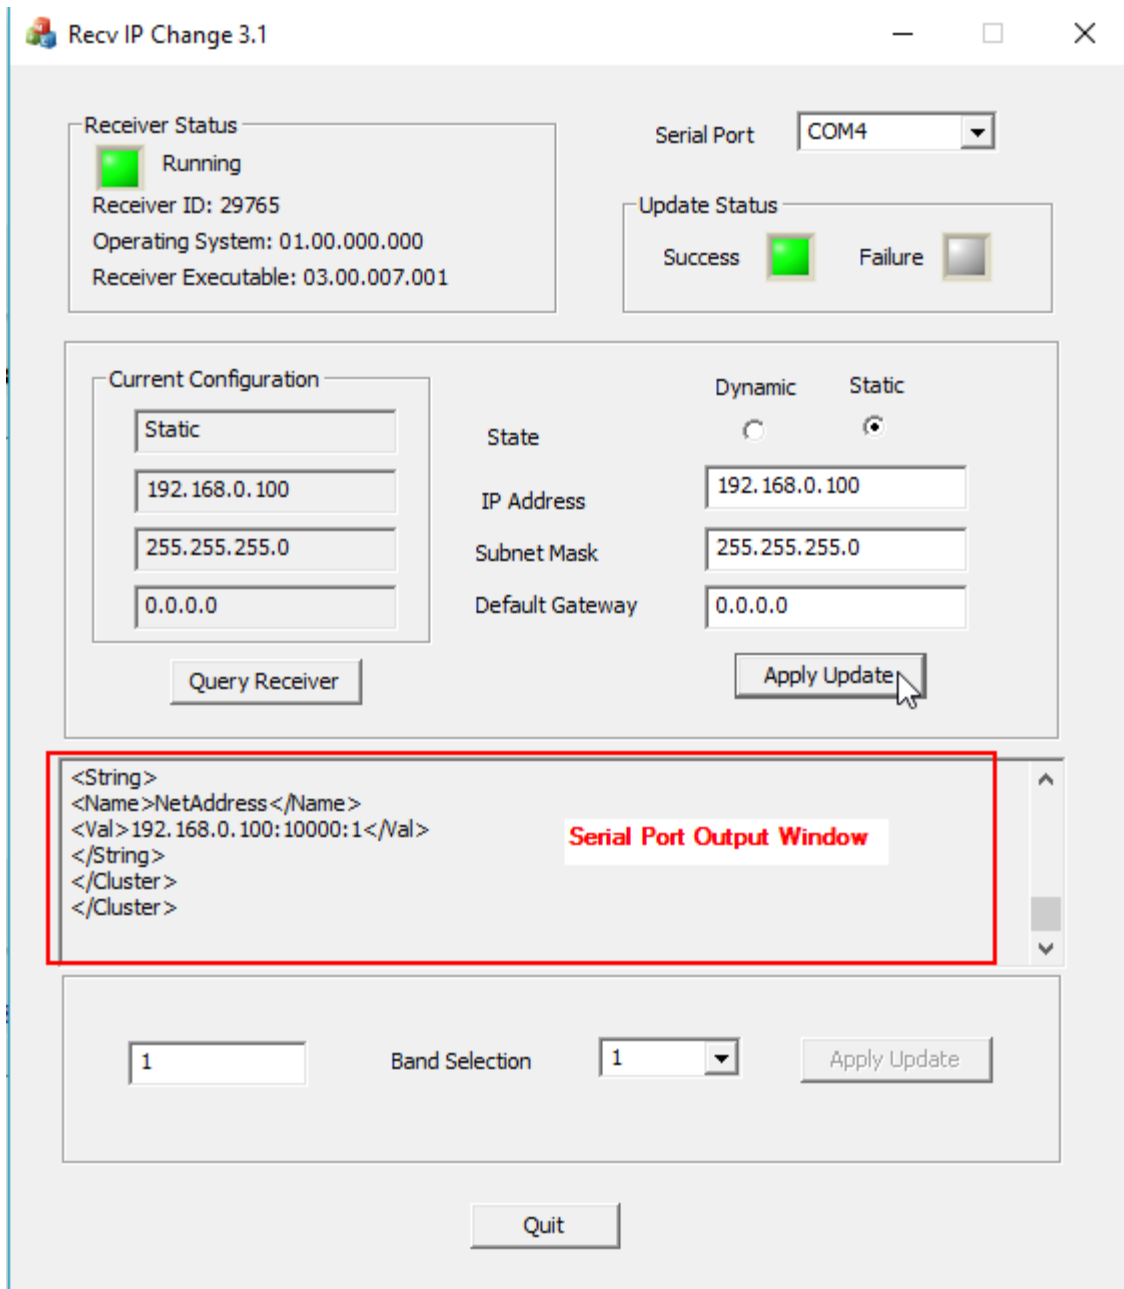 Recv IP Change 3.1
Receiver Status
Running
Receiver ID: 29765
Operating System: 01.00.000.000
Receiver Executable: 03.00.007.001
Serial Port COM4
Update Status
Success Failure
Current Configuration
Static
192.168.0.100
255.255.255.0
0.0.0.0
Query Receiver
Dynamic Static
State
IP Address 192.168.0.100
Subnet Mask 255.255.255.0
Default Gateway 0.0.0.0
Apply Update
<String>
<Name>NetAddress</Name>
<Val>192.168.0.100:10000:1</Val>
</String>
</Cluster>
</Cluster>
Serial Port Output Window
1 Band Selection 1 Apply Update
Quit